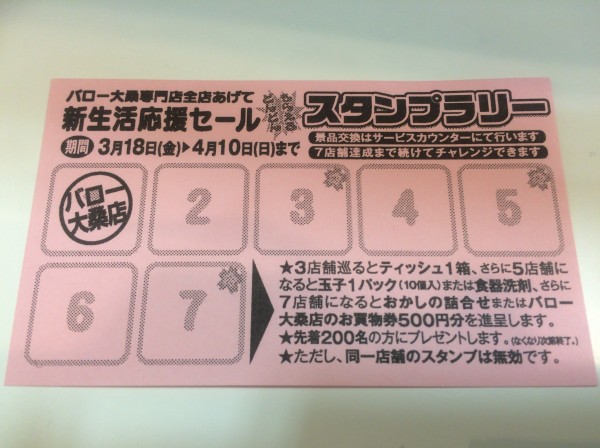 バロー大桑専門店全店あげて
新生活応援セール
スタンプラリー
景品交換はサービスカウンターにて行います
期間 3月18日(金)▶4月10日(日)まで
7店舗達成まで続けてチャレンジできます
バロー大桑店 2 3 4 5
6 7
★3店舗巡るとティッシュ1箱、さらに5店舗に
なると玉子1パック(10個入)または食器洗剤、さらに
7店舗になるとおかしの詰合せまたはバロー
大桑店のお買物券500円分を進呈します。
★先着200名の方にプレゼントします。(なくなり次第終了。)
★ただし、同一店舗のスタンプは無効です。